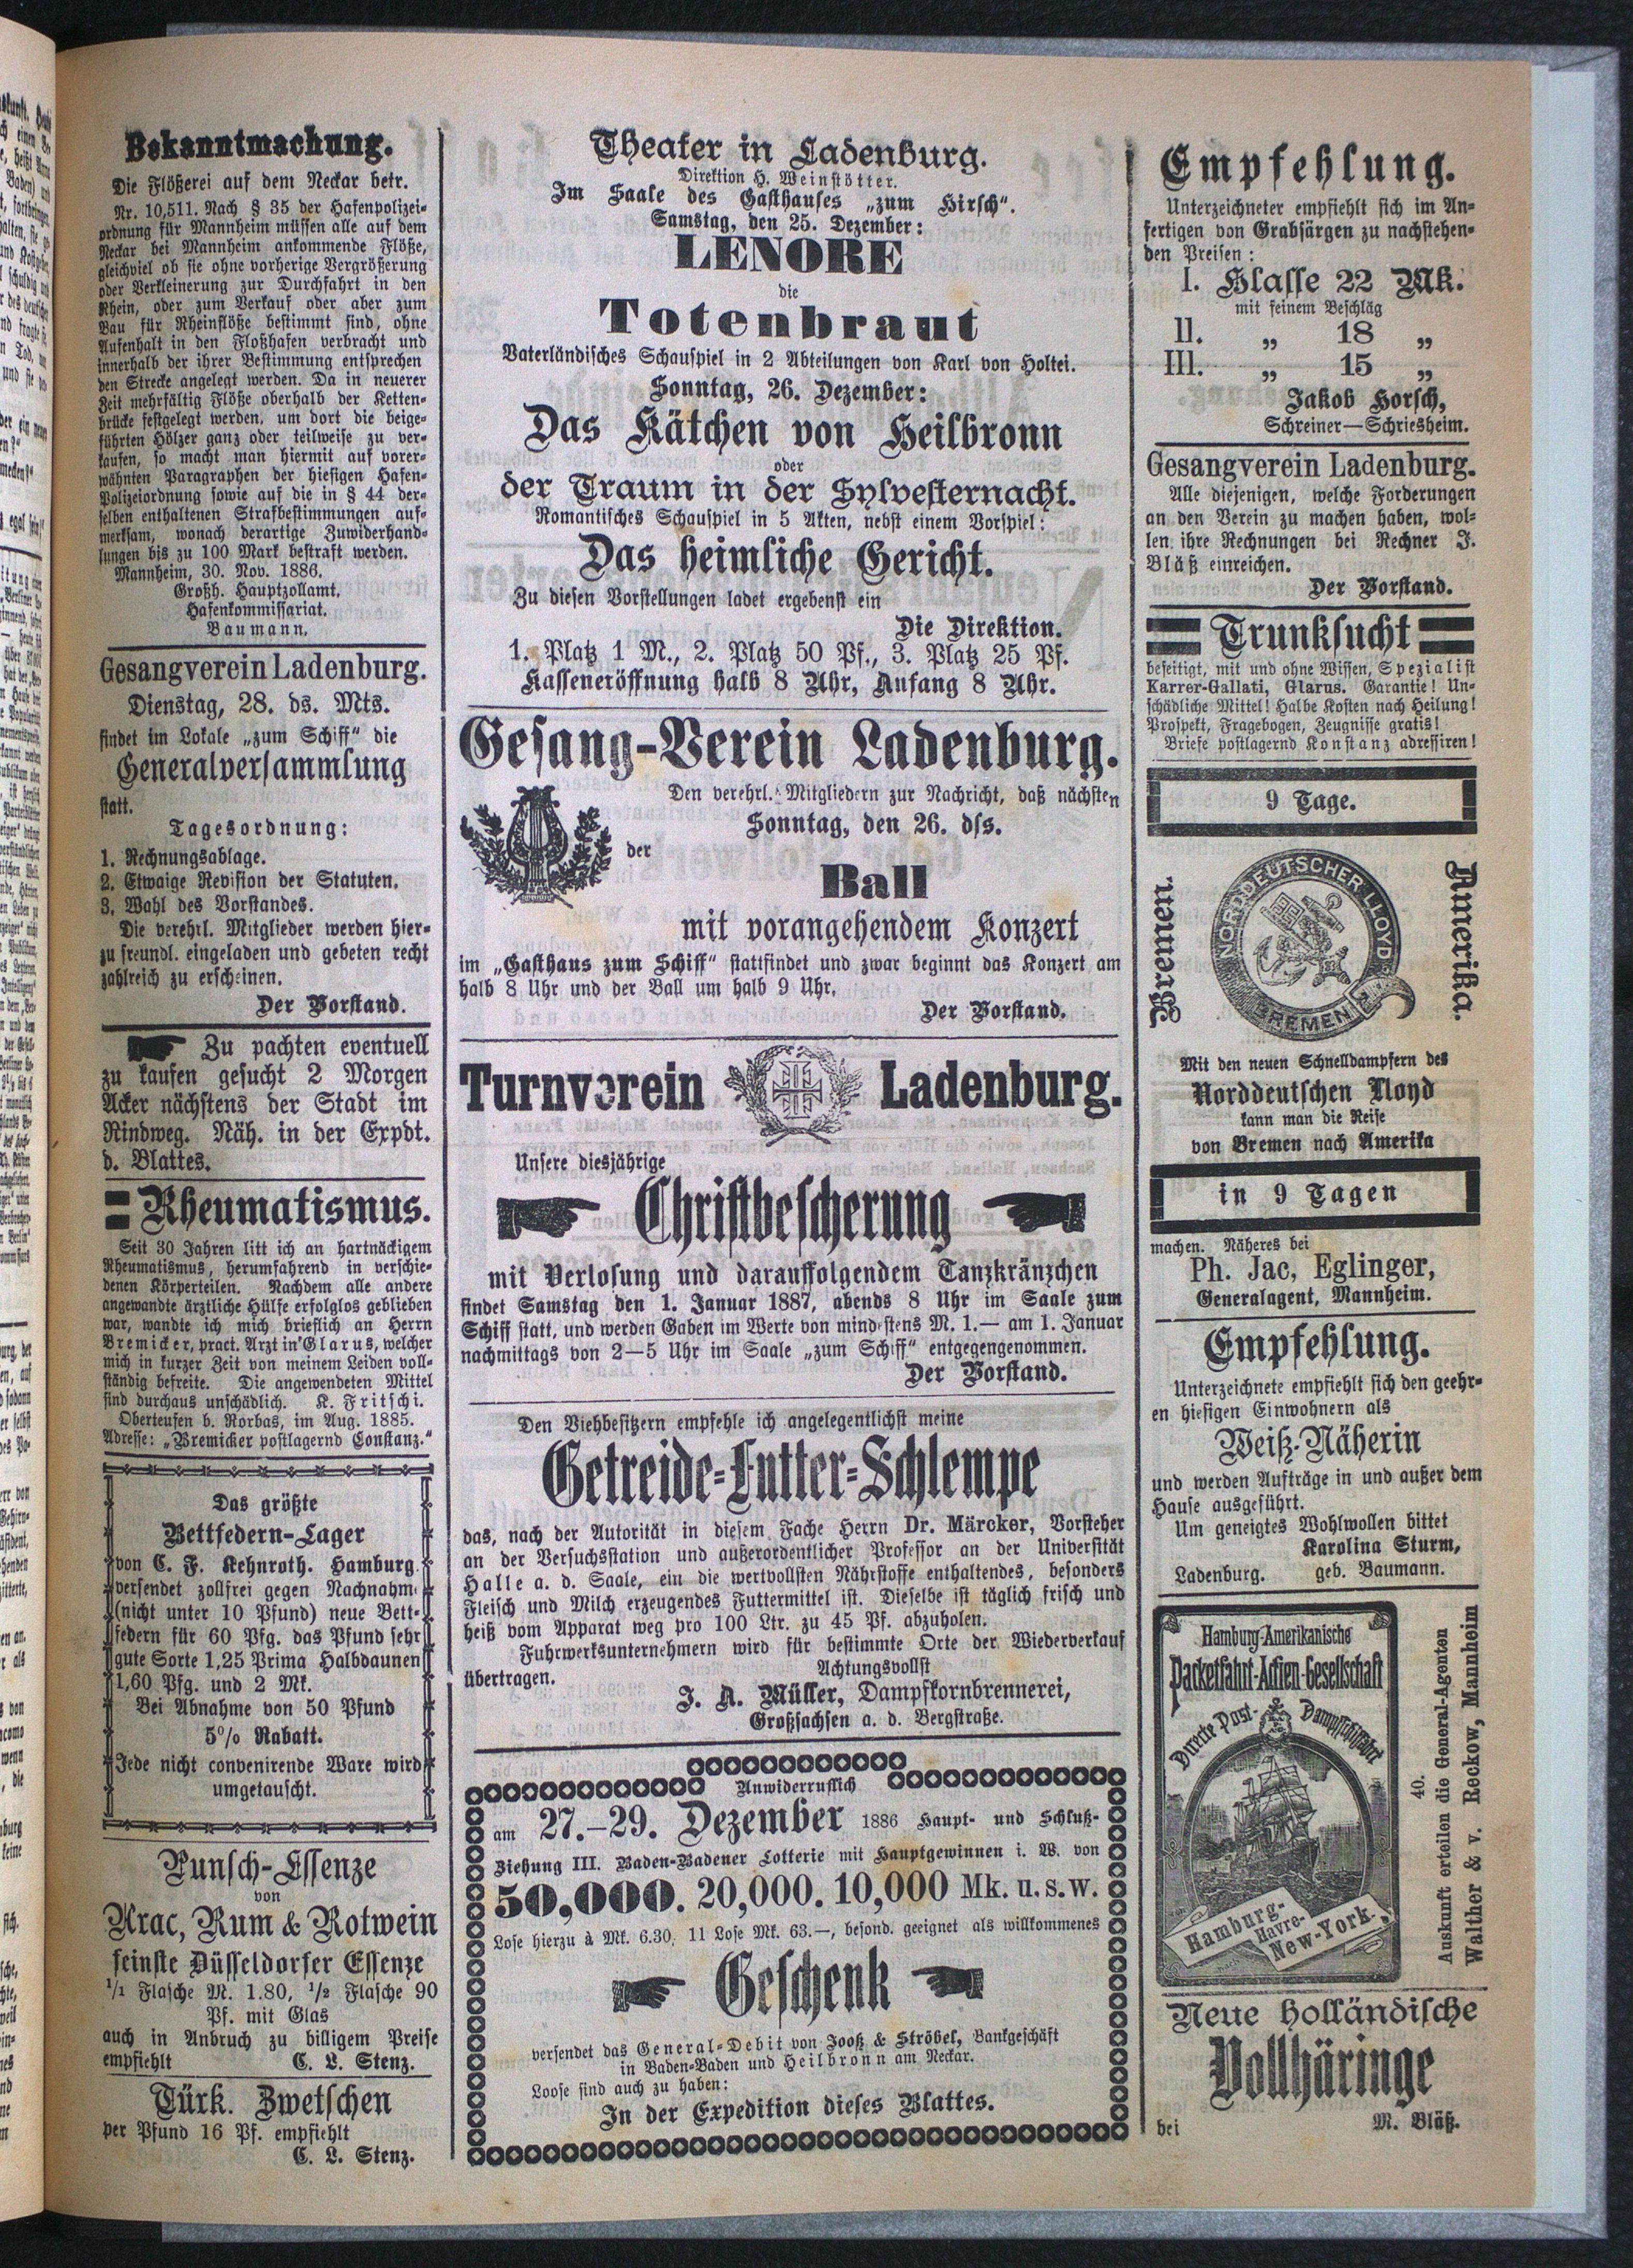 Bekanntmachung.
Die Flößerei auf dem Neckar betr.
Nr. 10,511. Nach § 35 der Hafenpolizei-
ordnung für Mannheim müssen alle auf dem
Neckar bei Mannheim ankommende Flöße,
gleichviel ob sie ohne vorherige Vergrößerung
oder Verkleinerung zur Durchfahrt in den
Rhein, oder zum Verkauf oder aber zum
Bau für Rheinflöße bestimmt sind, ohne
Aufenhalt in den Floßhafen verbracht und
innerhalb der ihrer Bestimmung entsprechen
den Strecke angelegt werden. Da in neuerer
Zeit mehrfältig Flöße oberhalb der Ketten-
brücke festgelegt werden, um dort die beige-
führten Hölzer ganz oder teilweise zu ver-
kaufen, so macht man hiermit auf vorer-
wähnten Paragraphen der hiesigen Hafen-
Polizeiordnung sowie auf die in § 44 der-
selben enthaltenen Strafbestimmungen auf-
merksam, wonach derartige Zuwiderhand-
lungen bis zu 100 Mark bestraft werden.
Mannheim, 30. Nov. 1886.
Großh. Hauptzollamt.
Hafenkommissariat.
Baumann.
Gesangverein Ladenburg.
Dienstag, 28. ds. Mts.
findet im Lokale „zum Schiff“ die
Generalversammlung
statt.
Tagesordnung:
1. Rechnungsablage.
2. Etwaige Revision der Statuten.
3. Wahl des Vorstandes.
Die verehrl. Mitglieder werden hier-
zu freundl. eingeladen und gebeten recht
zahlreich zu erscheinen.
Der Vorstand.
Zu pachten eventuell
zu kaufen gesucht 2 Morgen
Acker nächstens der Stadt im
Rindweg. Näh. in der Expdt.
d. Blattes.
Rheumatismus.
Seit 30 Jahren litt ich an hartnäckigem
Rheumatismus, herumfahrend in verschie-
denen Körperteilen. Nachdem alle andere
angewandte ärztliche Hülfe erfolglos geblieben
war, wandte ich mich brieflich an Herrn
Bremicker, pract. Arzt in Glarus, welcher
mich in kurzer Zeit von meinem Leiden voll-
ständig befreite. Die angewendeten Mittel
sind durchaus unschädlich. K. Fritschi.
Oberteufen b. Rorbas, im Aug. 1885.
Adresse: „Bremicker postlagernd Constanz.“
Das größte
Bettfedern-Lager
von C. F. Kehnroth. Hamburg
versendet zollfrei gegen Nachnahm
(nicht unter 10 Pfund) neue Bett-
federn für 60 Pfg. das Pfund sehr
gute Sorte 1,25 Prima Halbdaunen
1,60 Pfg. und 2 Mk.
Bei Abnahme von 50 Pfund
5% Rabatt.
Jede nicht convenirende Ware wird
umgetauscht.
Punsch-Essenze
von
Arac, Rum & Rotwein
feinste Düsseldorfer Essenze
1/1 Flasche M. 1.80, 1/2 Flasche 90
Pf. mit Glas
auch in Anbruch zu billigem Preise
empfiehlt C. L. Stenz.
Türk. Zwetschen
per Pfund 16 Pf. empfiehlt
C. L. Stenz.
Theater in Ladenburg.
Direktion H. Weinstötter.
Im Saale des Gasthauses „zum Hirsch“.
Samstag, den 25. Dezember:
LENORE
die
Totenbraut
Vaterländisches Schauspiel in 2 Abteilungen von Karl von Holtei.
Sonntag, 26. Dezember:
Das Kätchen von Heilbronn
oder
der Traum in der Sylvesternacht.
Romantisches Schauspiel in 5 Akten, nebst einem Vorspiel:
Das heimliche Gericht.
Zu diesen Vorstellungen ladet ergebenst ein
Die Direktion.
1. Platz 1 M., 2. Platz 50 Pf., 3. Platz 25 Pf.
Kasseneröffnung halb 8 Uhr, Anfang 8 Uhr.
Gesang-Verein Ladenburg.
Den verehrl. Mitgliedern zur Nachricht, daß nächsten
Sonntag, den 26. dss.
der
Ball
mit vorangehendem Konzert
im „Gasthaus zum Schiff“ stattfindet und zwar beginnt das Konzert am
halb 8 Uhr und der Ball um halb 9 Uhr.
Der Vorstand.
Turnverein Ladenburg.
Unsere diesjährige
Christbescherung
mit Verlosung und darauffolgendem Tanzkränzchen
findet Samstag den 1. Januar 1887, abends 8 Uhr im Saale zum
Schiff statt, und werden Gaben im Werte von mindestens M. 1.— am 1. Januar
nachmittags von 2—5 Uhr im Saale „zum Schiff“ entgegengenommen.
Der Vorstand.
Den Viehbesitzern empfehle ich angelegentlichst meine
Getreide-Futter-Schlempe
das, nach der Autorität in diesem Fache Herrn Dr. Märcker, Vorsteher
an der Versuchsstation und außerordentlicher Professor an der Universität
Halle a. d. Saale, ein die wertvollsten Nährstoffe enthaltendes, besonders
Fleisch und Milch erzeugendes Futtermittel ist. Dieselbe ist täglich frisch und
heiß vom Apparat weg pro 100 Ltr. zu 45 Pf. abzuholen.
Fuhrwerksunternehmern wird für bestimmte Orte der Wiederverkauf
übertragen. Achtungsvollst
J. A. Müller, Dampfkornbrennerei,
Großsachsen a. d. Bergstraße.
Unwiderruflich
am 27.–29. Dezember 1886 Haupt- und Schluß-
Ziehung III. Baden-Badener Lotterie mit Hauptgewinnen i. W. von
50,000. 20,000. 10,000 Mk. u. s. w.
Lose hierzu à Mk. 6.30, 11 Lose Mk. 63.—, besond. geeignet als willkommenes
Geschenk
versendet das General-Debit von Jooß & Ströbel, Bankgeschäft
in Baden-Baden und Heilbronn am Neckar.
Loose sind auch zu haben:
In der Expedition dieses Blattes.
Empfehlung.
Unterzeichneter empfiehlt sich im An-
fertigen von Grabsärgen zu nachstehen-
den Preisen:
I. Klasse 22 Mk.
mit feinem Beschläg
II. „ 18 „
III. „ 15 „
Jakob Horsch,
Schreiner—Schriesheim.
Gesangverein Ladenburg.
Alle diejenigen, welche Forderungen
an den Verein zu machen haben, wol-
len ihre Rechnungen bei Rechner J.
Bläß einreichen.
Der Vorstand.
Trunksucht
beseitigt, mit und ohne Wissen, Spezialist
Karrer-Gallati, Glarus. Garantie! Un-
schädliche Mittel! Halbe Kosten nach Heilung!
Prospekt, Fragebogen, Zeugnisse gratis!
Briefe postlagernd Konstanz adressiren!
9 Tage.
Bremen.
NORDDEUTSCHER LLOYD
BREMEN
Amerika.
Mit den neuen Schnelldampfern des
Norddeutschen Lloyd
kann man die Reise
von Bremen nach Amerika
in 9 Tagen
machen. Näheres bei
Ph. Jac, Eglinger,
Generalagent, Mannheim.
Empfehlung.
Unterzeichnete empfiehlt sich den geehr-
en hiesigen Einwohnern als
Weiß-Näherin
und werden Aufträge in und außer dem
Hause ausgeführt.
Um geneigtes Wohlwollen bittet
Karolina Sturm,
Ladenburg. geb. Baumann.
Hamburg-Amerikanische
Packetfahrt-Actien-Gesellschaft
Directe Post-Dampfschiffahrt
Hamburg-
Havre-
New-York.
40.
Auskunft erteilen die General-Agenten
Walther & v. Reckow, Mannheim
Neue holländische
Vollhäringe
bei M. Bläß.